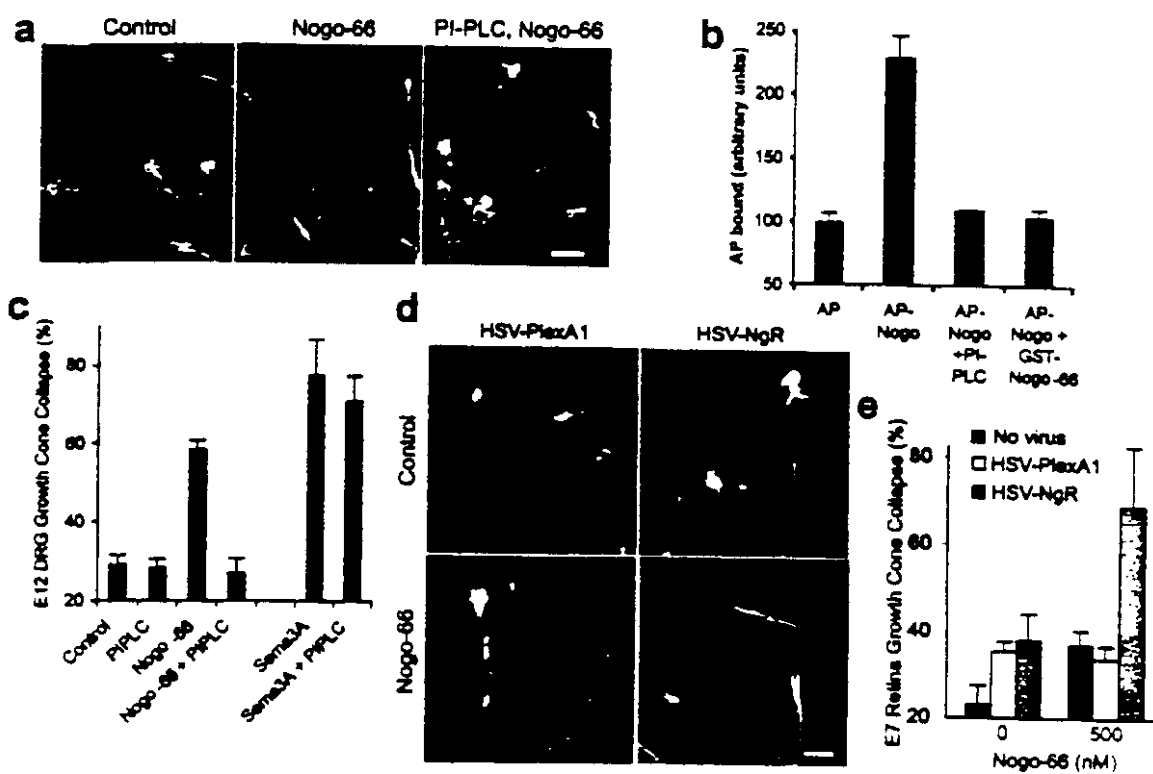 a
Control
Nogo-66
PI-PLC, Nogo-66
b
AP bound (arbitrary units)
250
200
150
100
50
AP
AP-
Nogo
AP-
Nogo
+PI-
PLC
AP-
Nogo +
GST-
Nogo-66
c
E12 DRG Growth Cone Collapse (%)
80
60
40
20
Control
PIPLC
Nogo-66
Nogo-66 + PIPLC
Sema3A
Sema3A + PIPLC
d
HSV-PlexA1
HSV-NgR
Control
Nogo-66
e
E7 Retina Growth Cone Collapse (%)
80
60
40
20
No virus
HSV-PlexA1
HSV-NgR
0
500
Nogo-66 (nM)